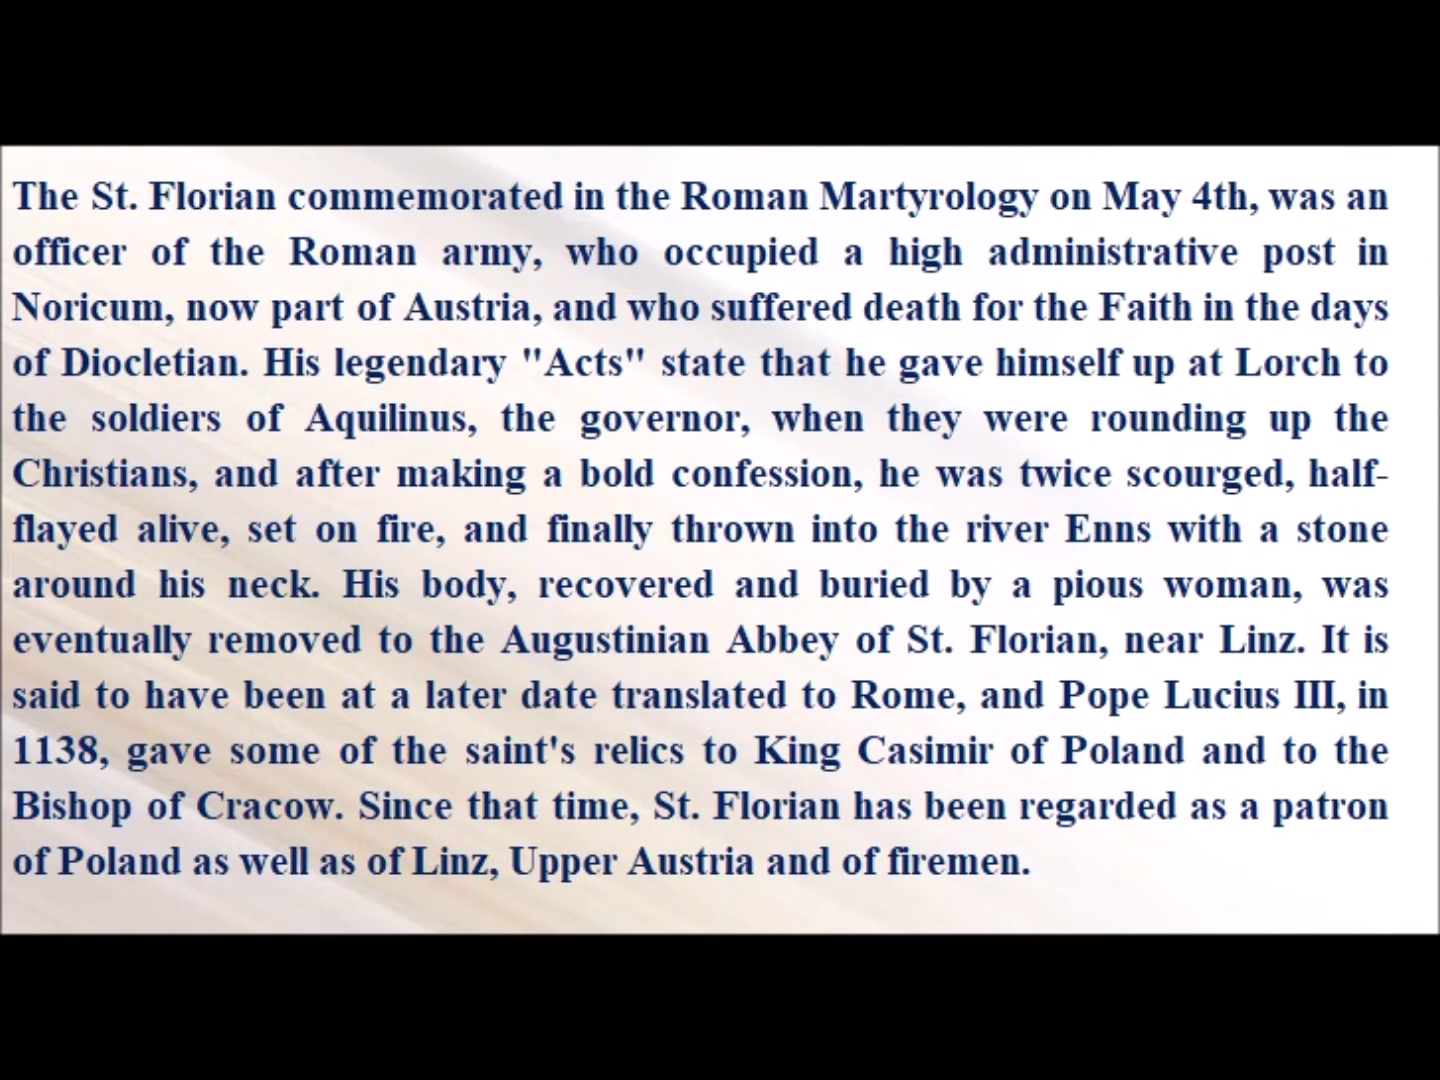 The St. Florian commemorated in the Roman Martyrology on May 4th, was an
officer of the Roman army, who occupied a high administrative post in
Noricum, now part of Austria, and who suffered death for the Faith in the days
of Diocletian. His legendary "Acts" state that he gave himself up at Lorch to
the soldiers of Aquilinus, the governor, when they were rounding up the
Christians, and after making a bold confession, he was twice scourged, half-
flayed alive, set on fire, and finally thrown into the river Enns with a stone
around his neck. His body, recovered and buried by a pious woman, was
eventually removed to the Augustinian Abbey of St. Florian, near Linz. It is
said to have been at a later date translated to Rome, and Pope Lucius III, in
1138, gave some of the saint's relics to King Casimir of Poland and to the
Bishop of Cracow. Since that time, St. Florian has been regarded as a patron
of Poland as well as of Linz, Upper Austria and of firemen.